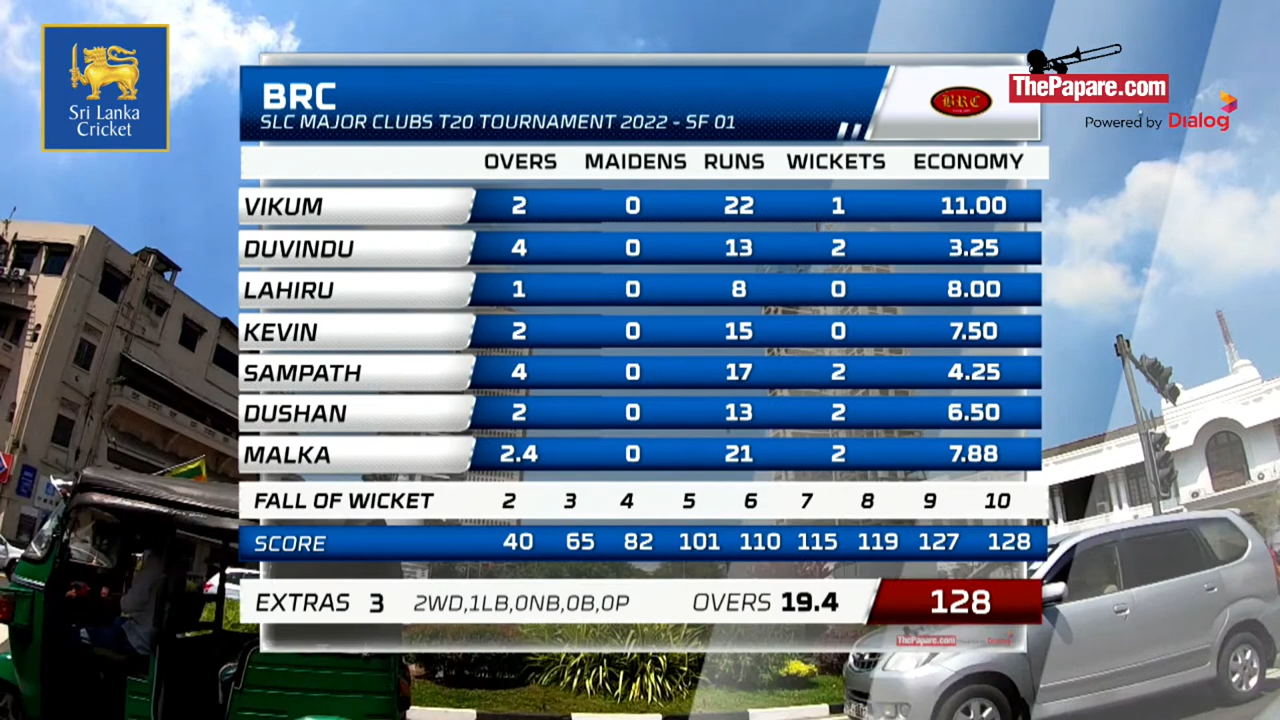 Sri Lanka
Cricket
BRC
SLC MAJOR CLUBS T20 TOURNAMENT 2022 - SF 01
BRC
ThePapare.com
Powered by Dialog
OVERS MAIDENS RUNS WICKETS ECONOMY
VIKUM 2 0 22 1 11.00
DUVINDU 4 0 13 2 3.25
LAHIRU 1 0 8 0 8.00
KEVIN 2 0 15 0 7.50
SAMPATH 4 0 17 2 4.25
DUSHAN 2 0 13 2 6.50
MALKA 2.4 0 21 2 7.88
FALL OF WICKET 2 3 4 5 6 7 8 9 10
SCORE 40 65 82 101 110 115 119 127 128
EXTRAS 3 2WD,1LB,0NB,0B,0P OVERS 19.4 128
ThePapare.com